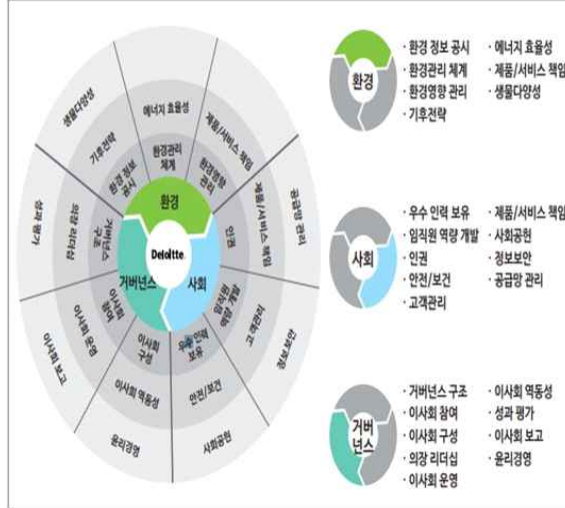 생물다양성
에너지 효율성
제품/서비스 책임
기후전략
환경관리
체계
환경 정보
공시
환경영향
관리
공급망 관리
성과 평가
의장 리더십
거버넌스
구조
환경
인권
제품/서비스 책임
Deloitte.
거버넌스
사회
이사회
참여
임직원
역량 개발
이사회 보고
이사회 운영
이사회
구성
우수 인력
보유
고객관리
정보보안
이사회 역동성
안전/보건
윤리경영
사회공헌
환경
· 환경 정보 공시
· 환경관리 체계
· 환경영향 관리
· 기후전략
· 에너지 효율성
· 제품/서비스 책임
· 생물다양성
사회
· 우수 인력 보유
· 임직원 역량 개발
· 인권
· 안전/보건
· 고객관리
· 제품/서비스 책임
· 사회공헌
· 정보보안
· 공급망 관리
거버
넌스
· 거버넌스 구조
· 이사회 참여
· 이사회 구성
· 의장 리더십
· 이사회 운영
· 이사회 역동성
· 성과 평가
· 이사회 보고
· 윤리경영